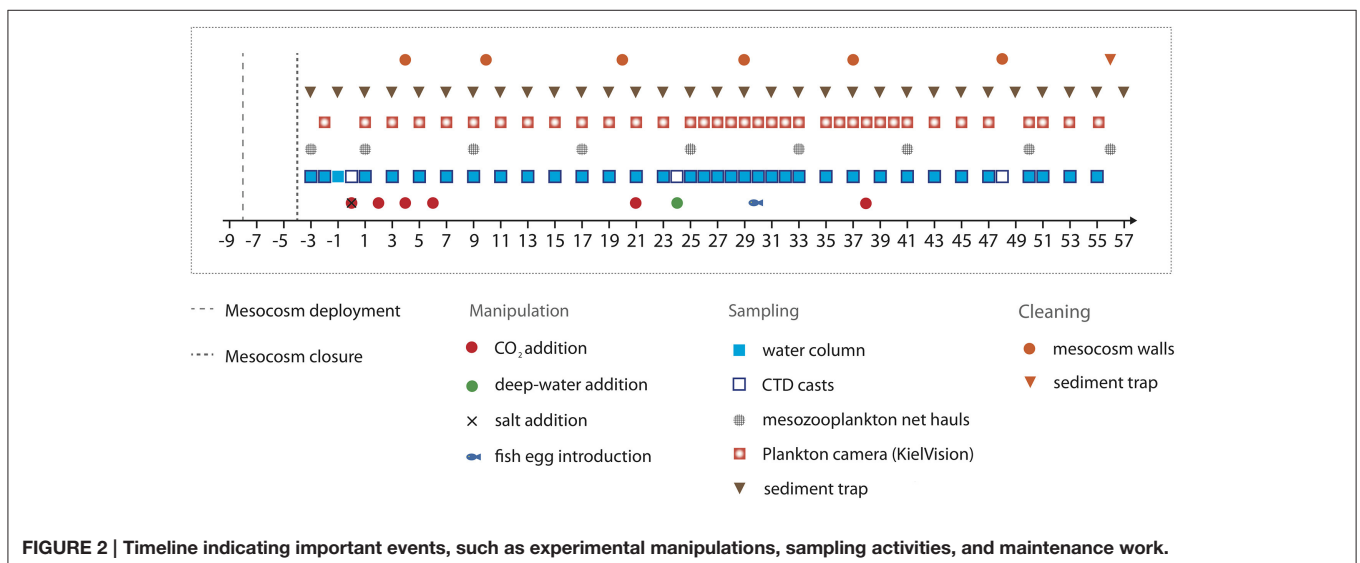 -9 -7 -5 -3 -1 1 3 5 7 9 11 13 15 17 19 21 23 25 27 29 31 33 35 37 39 41 43 45 47 49 51 53 55 57
Mesocosm deployment
Mesocosm closure
Manipulation
CO2 addition
deep-water addition
salt addition
fish egg introduction
Sampling
water column
CTD casts
mesozooplankton net hauls
Plankton camera (KielVision)
sediment trap
Cleaning
mesocosm walls
sediment trap
FIGURE 2 | Timeline indicating important events, such as experimental manipulations, sampling activities, and maintenance work.